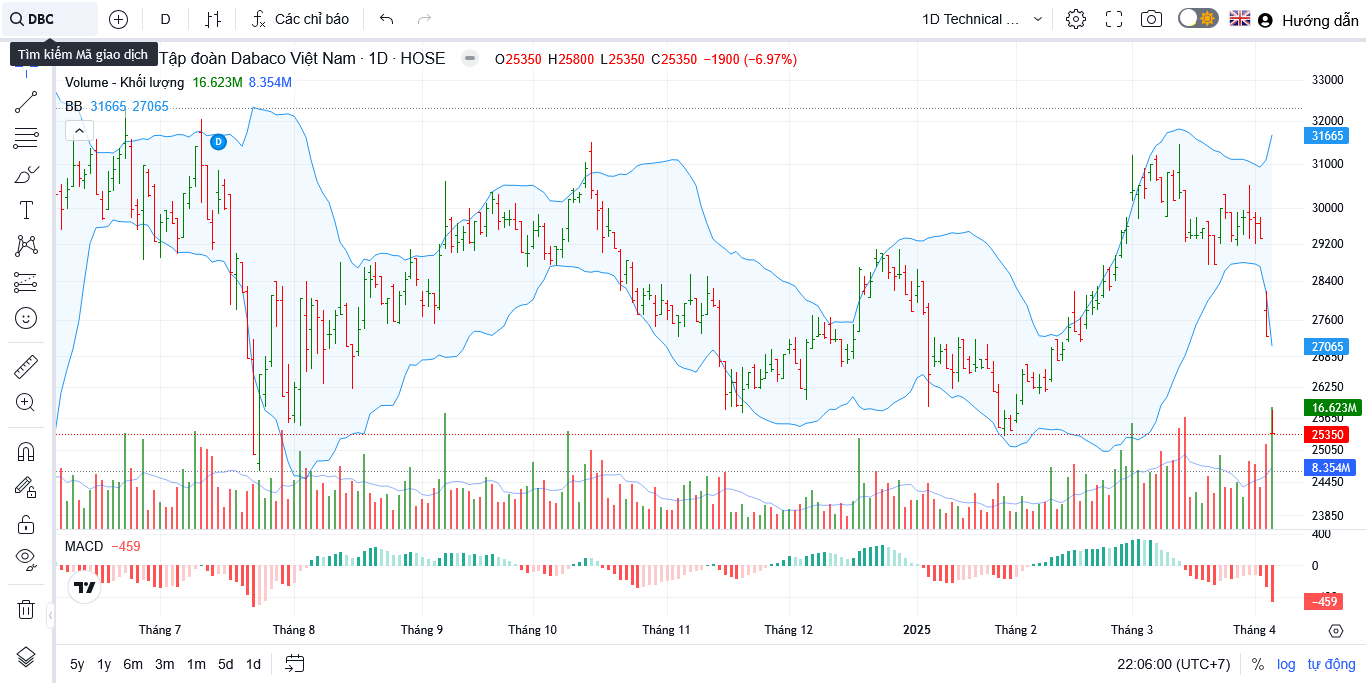 DBC
D
Các chỉ báo
1D Technical ...
Hướng dẫn
Tìm kiếm Mã giao dịch
Tập đoàn Dabaco Việt Nam · 1D · HOSE
O25350 H25800 L25350 C25350 −1900 (−6.97%)
Volume - Khối lượng 16.623M 8.354M
BB 31665 27065
D
33000
32000
31665
31000
30000
29200
28400
27600
27065
26850
26250
16.623M
25650
25350
25050
8.354M
24450
23850
MACD −459
400
0
−459
Tháng 7
Tháng 8
Tháng 9
Tháng 10
Tháng 11
Tháng 12
2025
Tháng 2
Tháng 3
Tháng 4
5y 1y 6m 3m 1m 5d 1d
22:06:00 (UTC+7)
% log tự động